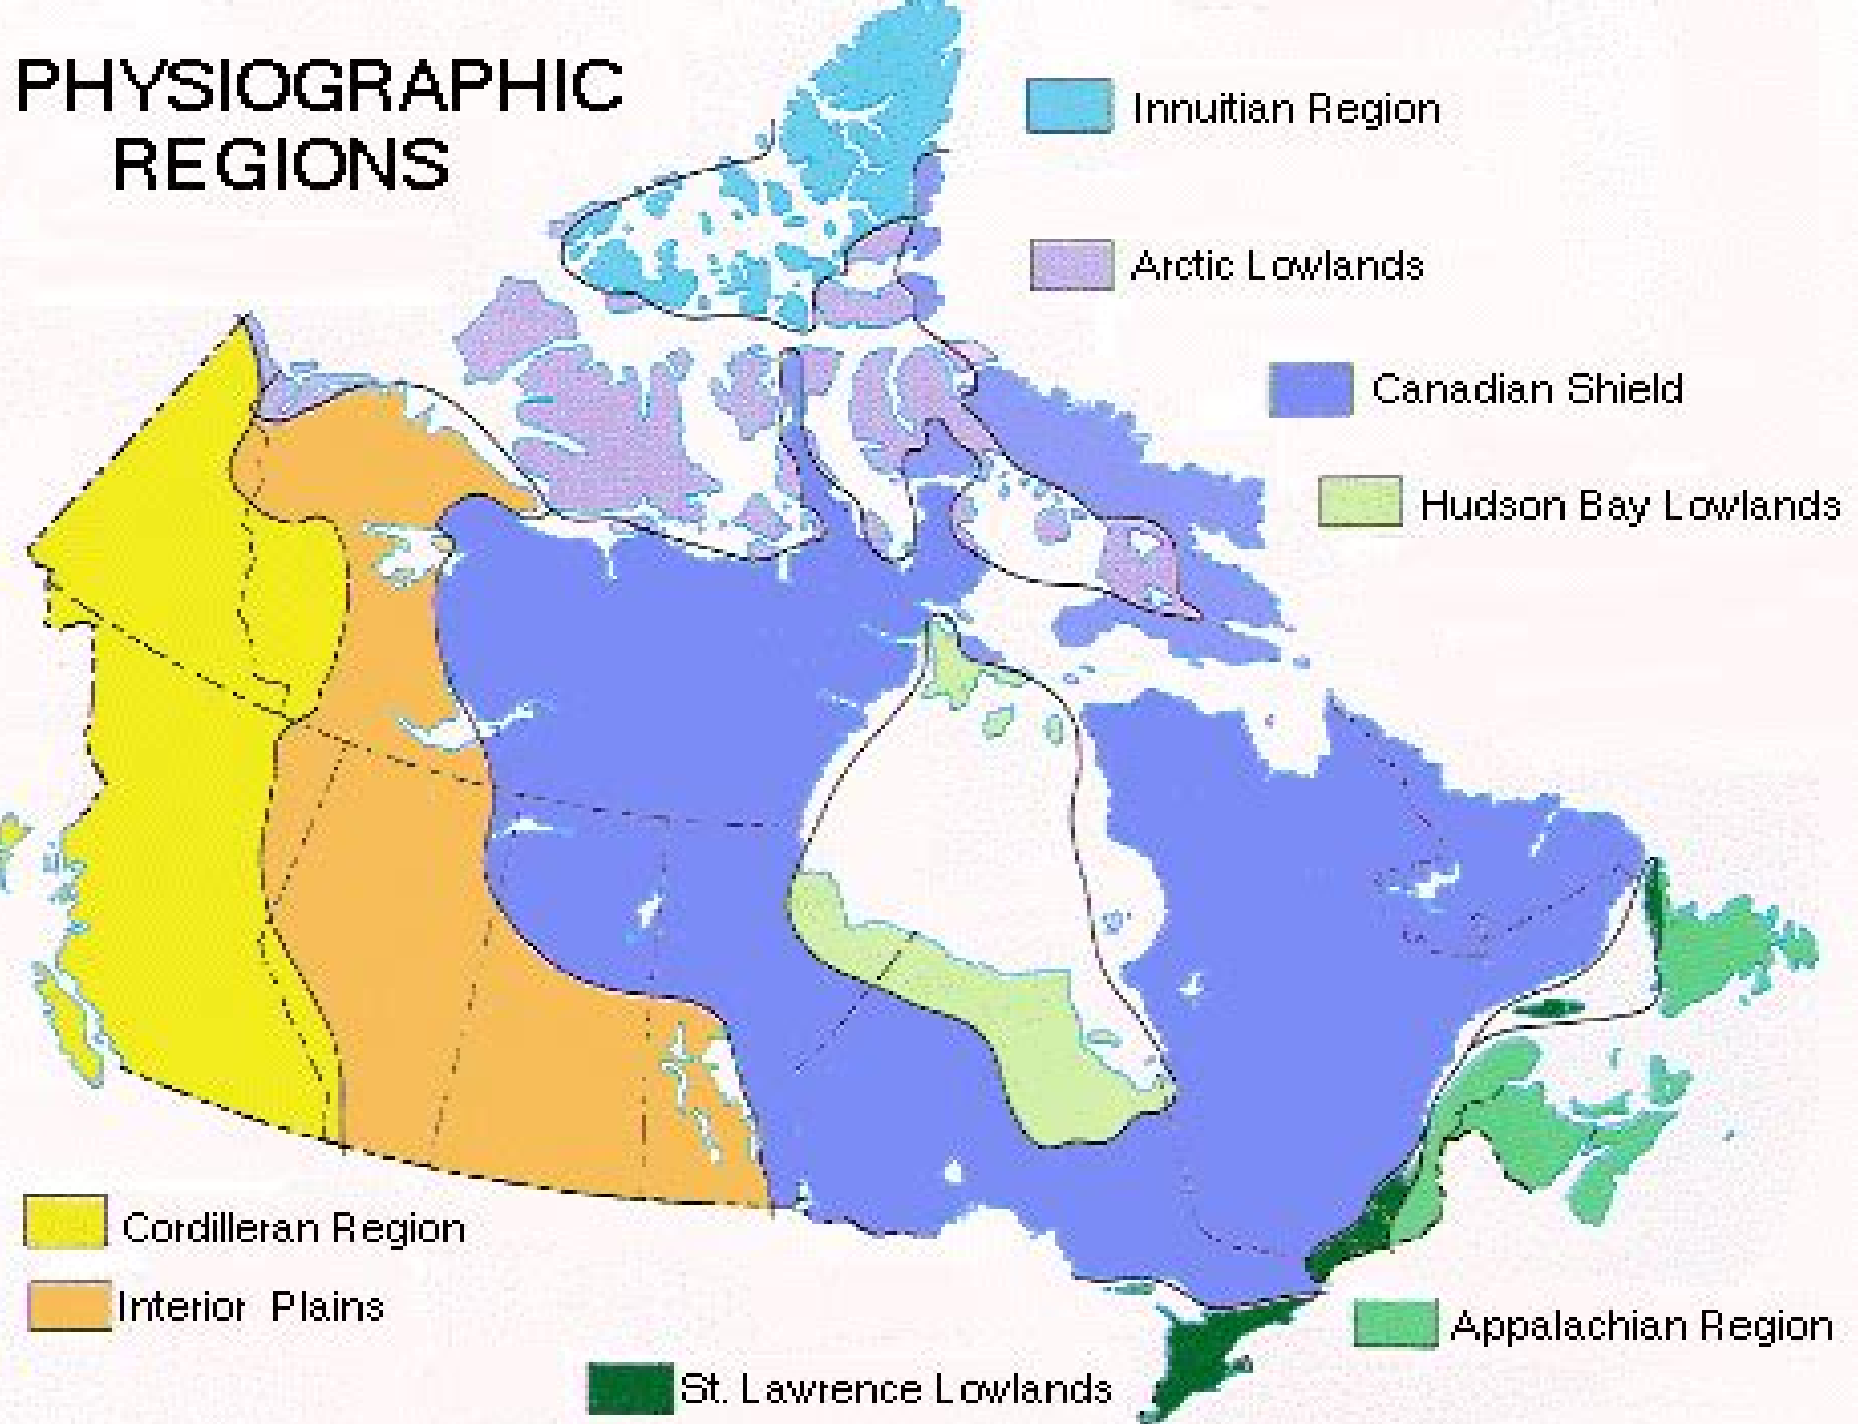 PHYSIOGRAPHIC
REGIONS
Innuitian Region
Arctic Lowlands
Canadian Shield
Hudson Bay Lowlands
Cordilleran Region
Interior Plains
Appalachian Region
St. Lawrence Lowlands